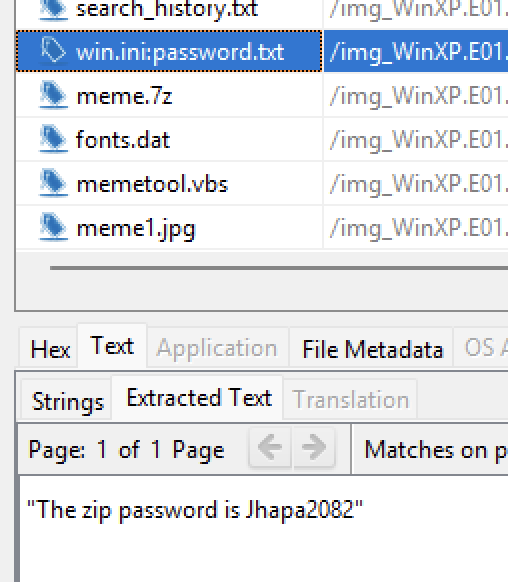 search_history.txt /img_WinXP.E01.
win.ini:password.txt /img_WinXP.E01.
meme.7z /img_WinXP.E01.
fonts.dat /img_WinXP.E01.
memetool.vbs /img_WinXP.E01.
meme1.jpg /img_WinXP.E01.
Hex Text Application File Metadata OS A
Strings Extracted Text Translation
Page: 1 of 1 Page Matches on p
"The zip password is Jhapa2082"